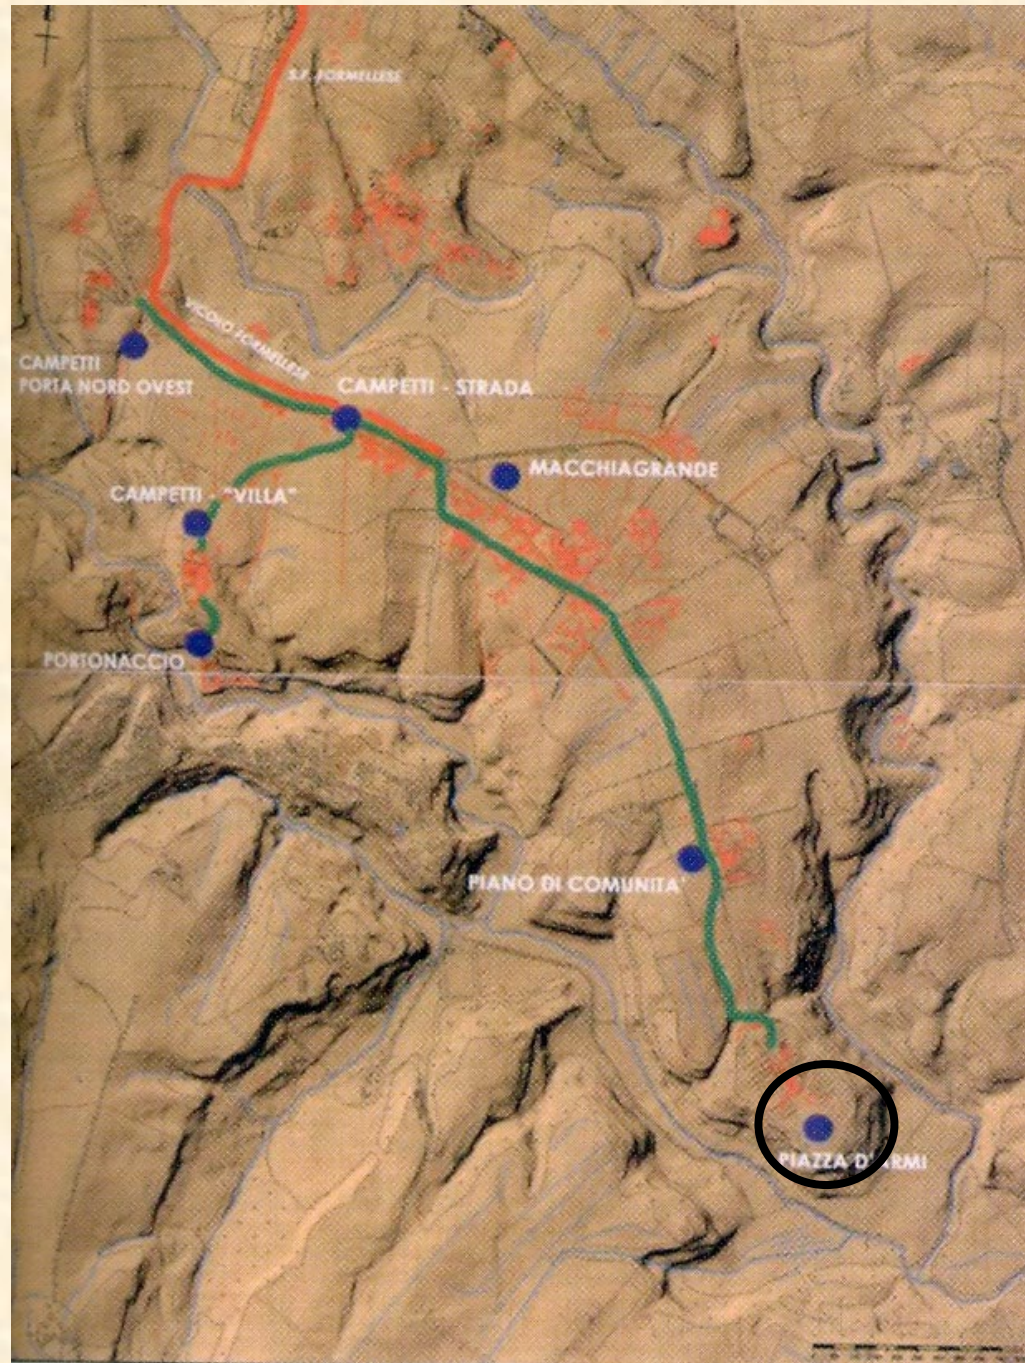 S.P. FORMELLESE
VICOLO FORMELLESE
CAMPETTI
PORTA NORD OVEST
CAMPETTI - STRADA
MACCHIAGRANDE
CAMPETTI - "VILLA"
PORTONACCIO
PIANO DI COMUNITA'
PIAZZA D'ARMI